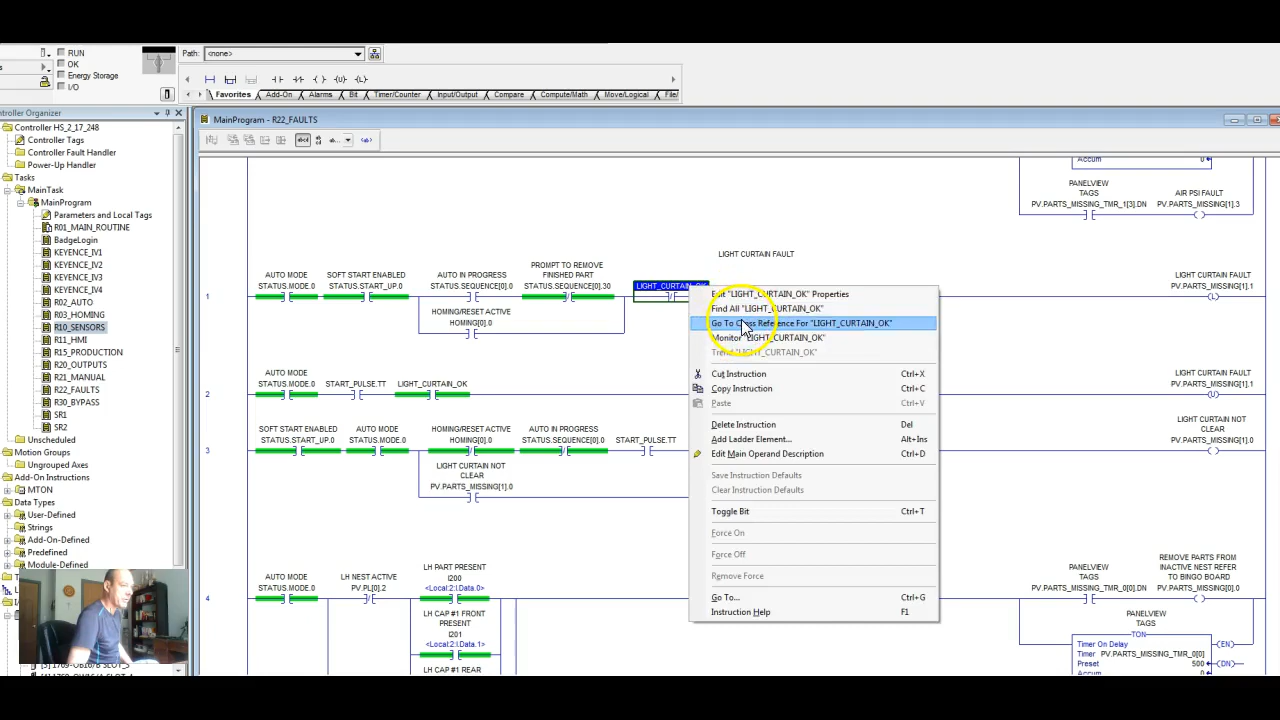 RUN
OK
Energy Storage
I/O
Path: <none>
Favorites Add-On Alarms Bit Timer/Counter Input/Output Compare Compute/Math Move/Logical File/
MainProgram - R22_FAULTS
Controller HS_2_17_248
Controller Tags
Controller Fault Handler
Power-Up Handler
Tasks
MainTask
MainProgram
Parameters and Local Tags
R01_MAIN_ROUTINE
BadgeLogin
KEYENCE_IV1
KEYENCE_IV2
KEYENCE_IV3
KEYENCE_IV4
R02_AUTO
R03_HOMING
R10_SENSORS
R11_HMI
R15_PRODUCTION
R20_OUTPUTS
R21_MANUAL
R22_FAULTS
R30_BYPASS
SR1
SR2
Unscheduled
Motion Groups
Ungrouped Axes
Add-On Instructions
MTON
Data Types
User-Defined
Strings
Add-On-Defined
Predefined
Module-Defined
Accum 0
PANELVIEW
TAGS
PV.PARTS_MISSING_TMR_1[3].DN
AIR PSI FAULT
PV.PARTS_MISSING[1].3
LIGHT CURTAIN FAULT
1
AUTO MODE
STATUS.MODE.0
SOFT START ENABLED
STATUS.START_UP.0
AUTO IN PROGRESS
STATUS.SEQUENCE[0].0
PROMPT TO REMOVE
FINISHED PART
STATUS.SEQUENCE[0].30
LIGHT_CURTAIN_OK
LIGHT CURTAIN FAULT
PV.PARTS_MISSING[1].1
L
HOMING/RESET ACTIVE
HOMING[0].0
2
AUTO MODE
STATUS.MODE.0
START_PULSE.TT
LIGHT_CURTAIN_OK
LIGHT CURTAIN FAULT
PV.PARTS_MISSING[1].1
U
3
SOFT START ENABLED
STATUS.START_UP.0
AUTO MODE
STATUS.MODE.0
HOMING/RESET ACTIVE
HOMING[0].0
AUTO IN PROGRESS
STATUS.SEQUENCE[0].0
START_PULSE.TT
LIGHT CURTAIN NOT
CLEAR
PV.PARTS_MISSING[1].0
LIGHT CURTAIN NOT
CLEAR
PV.PARTS_MISSING[1].0
4
AUTO MODE
STATUS.MODE.0
LH NEST ACTIVE
PV.PL[0].2
LH PART PRESENT
I200
<Local:2:I.Data.0>
LH CAP #1 FRONT
PRESENT
I201
<Local:2:I.Data.1>
LH CAP #1 REAR
PANELVIEW
TAGS
PV.PARTS_MISSING_TMR_0[0].DN
REMOVE PARTS FROM
INACTIVE NEST REFER
TO BINGO BOARD
PV.PARTS_MISSING[0].0
PANELVIEW
TAGS
TON
Timer On Delay
Timer PV.PARTS_MISSING_TMR_0[0]
Preset 500
Accum 0
EN
DN
Edit "LIGHT_CURTAIN_OK" Properties
Find All "LIGHT_CURTAIN_OK"
Go To Cross Reference For "LIGHT_CURTAIN_OK"
Monitor "LIGHT_CURTAIN_OK"
Trend "LIGHT_CURTAIN_OK"
Cut Instruction Ctrl+X
Copy Instruction Ctrl+C
Paste Ctrl+V
Delete Instruction Del
Add Ladder Element... Alt+Ins
Edit Main Operand Description Ctrl+D
Save Instruction Defaults
Clear Instruction Defaults
Toggle Bit Ctrl+T
Force On
Force Off
Remove Force
Go To... Ctrl+G
Instruction Help F1